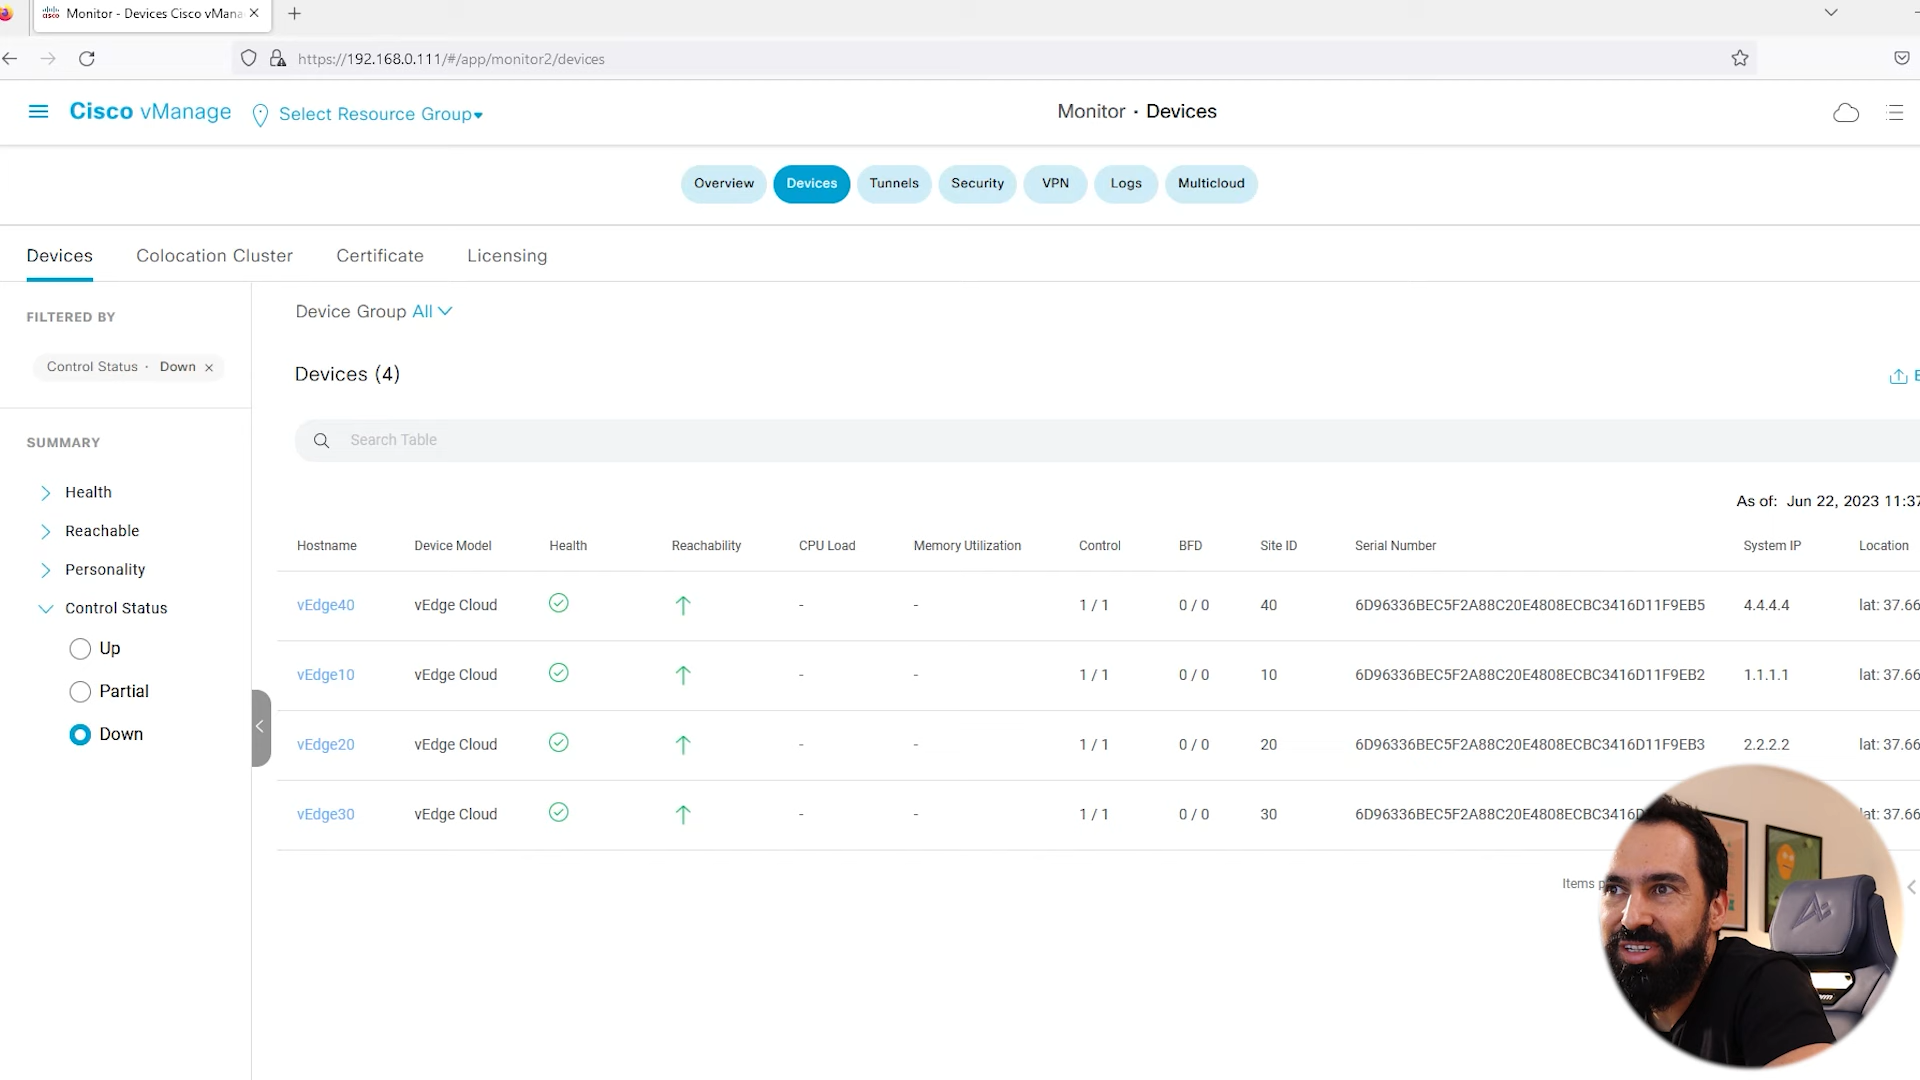 Monitor - Devices Cisco vMana
https://192.168.0.111/#/app/monitor2/devices
Cisco vManage Select Resource Group Monitor · Devices
Overview Devices Tunnels Security VPN Logs Multicloud
Devices Colocation Cluster Certificate Licensing
FILTERED BY
Control Status · Down ×
SUMMARY
Health
Reachable
Personality
Control Status
Up
Partial
Down
Device Group All
Devices (4)
E
Search Table
As of: Jun 22, 2023 11:37
Hostname Device Model Health Reachability CPU Load Memory Utilization Control BFD Site ID Serial Number System IP Location
vEdge40 vEdge Cloud - - 1 / 1 0 / 0 40 6D96336BEC5F2A88C20E4808ECBC3416D11F9EB5 4.4.4.4 lat: 37.66
vEdge10 vEdge Cloud - - 1 / 1 0 / 0 10 6D96336BEC5F2A88C20E4808ECBC3416D11F9EB2 1.1.1.1 lat: 37.66
vEdge20 vEdge Cloud - - 1 / 1 0 / 0 20 6D96336BEC5F2A88C20E4808ECBC3416D11F9EB3 2.2.2.2 lat: 37.66
vEdge30 vEdge Cloud - - 1 / 1 0 / 0 30 6D96336BEC5F2A88C20E4808ECBC3416D lat: 37.66
Items p